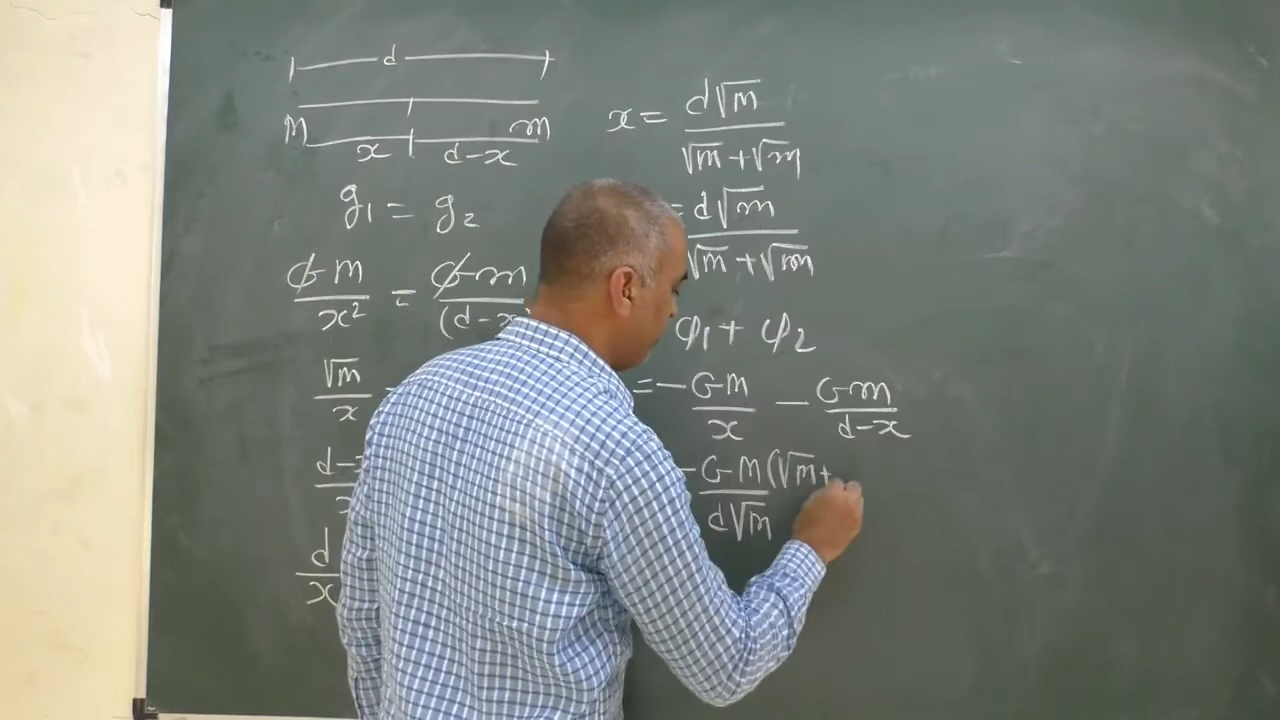 d
M m
x d-x
g₁ = g₂
GM/x² = Gm/(d-x
√M/x
d-
d/x
x = d√M/(√M+√m)
= d√m/(√M+√m)
φ₁ + φ₂
= -GM/x - Gm/(d-x)
-GM(√M+/d√M